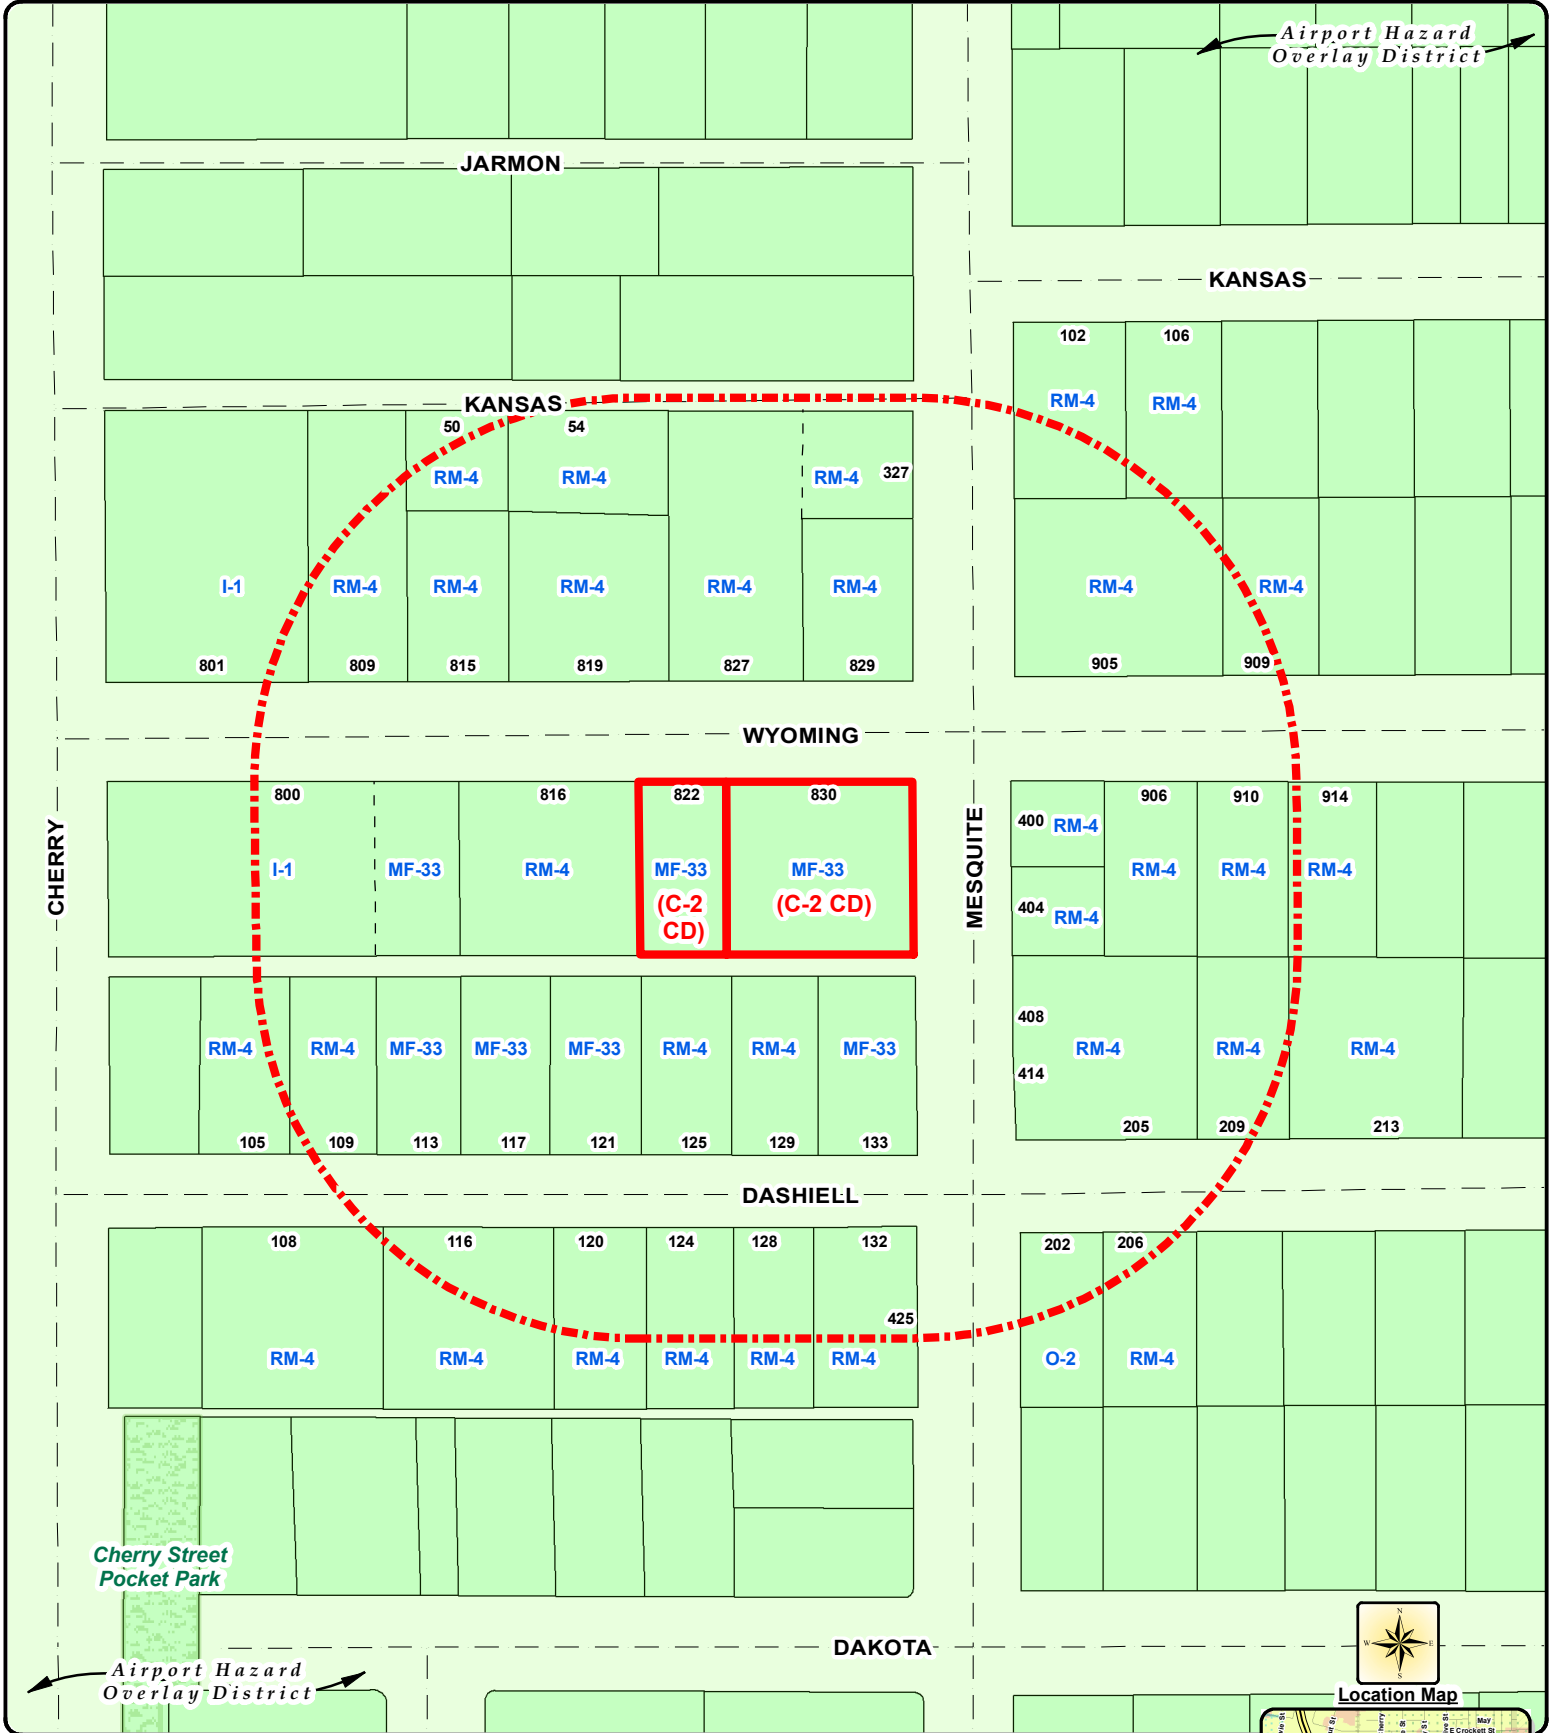 Airport Hazard
Overlay District
JARMON
KANSAS
102
106
RM-4
RM-4
KANSAS
50
54
RM-4
RM-4
RM-4
327
I-1
RM-4
RM-4
RM-4
RM-4
RM-4
RM-4
RM-4
801
809
815
819
827
829
905
909
WYOMING
800
816
822
830
906
910
914
400
RM-4
CHERRY
MESQUITE
I-1
MF-33
RM-4
MF-33
MF-33
RM-4
RM-4
RM-4
(C-2
CD)
(C-2 CD)
404
RM-4
408
RM-4
RM-4
MF-33
MF-33
MF-33
RM-4
RM-4
MF-33
RM-4
RM-4
RM-4
414
105
109
113
117
121
125
129
133
205
209
213
DASHIELL
108
116
120
124
128
132
202
206
425
RM-4
RM-4
RM-4
RM-4
RM-4
RM-4
O-2
RM-4
Cherry Street
Pocket Park
N
W
E
S
DAKOTA
Airport Hazard
Overlay District
Location Map
May
Crockett St